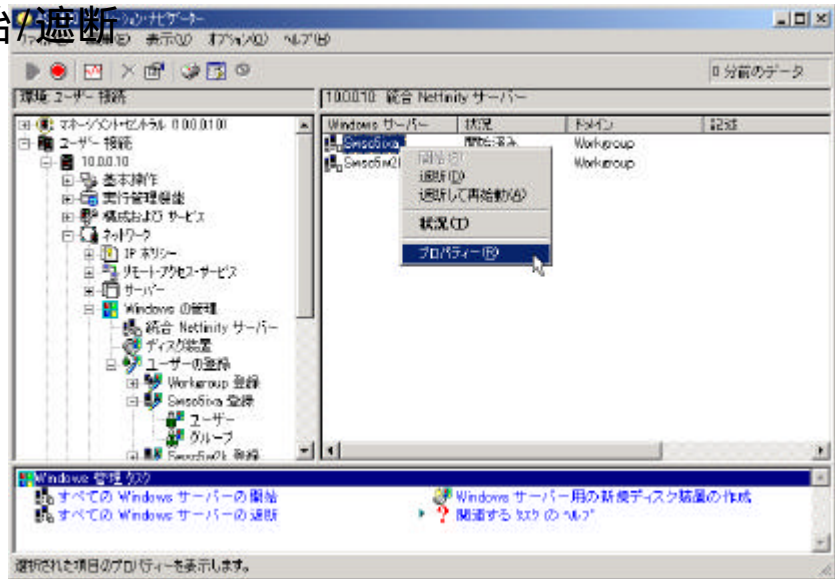 台/遮断
表示(V) オプション(O) ヘルプ(H)
0 分前のデータ
環境: ユーザー接続
10.0.0.10: 統合 Netfinity サーバー
マネージメント・セントラル
Windows サーバー 状況 ドメイン 記述
ユーザー接続
開始済み Workgroup
10.0.0.10
開始(S)
Workgroup
基本操作
遮断(D)
実行管理機能
遮断して再始動(A)
構成および サービス
状況(T)
ネットワーク
プロパティー(R)
IP ポリシー
リモート・アクセス・サービス
サーバー
Windows の管理
統合 Netfinity サーバー
ディスク装置
ユーザーの登録
Workgroup 登録
登録
ユーザー
グループ
登録
Windows 管理 タスク
すべての Windows サーバーの 開始
Windows サーバー用の新規ディスク装置の作成
すべての Windows サーバーの 遮断
関連する タスク の ヘルプ
選択された項目のプロパティーを表示します。